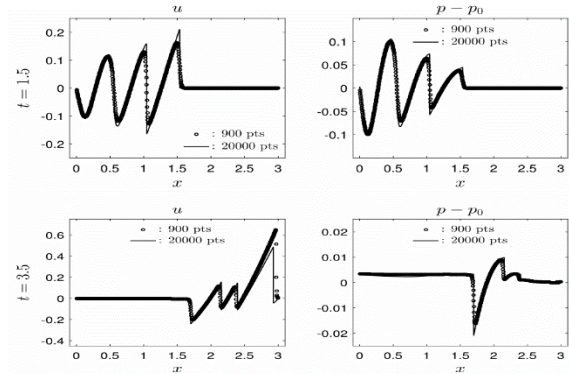 u
p − p₀
t = 1.5
0.2
0.1
0
-0.1
-0.2
∘ : 900 pts
— : 20000 pts
0 0.5 1 1.5 2 2.5 3
x
0.1
0.05
0
-0.05
-0.1
∘ : 900 pts
— : 20000 pts
0 0.5 1 1.5 2 2.5 3
x
u
p − p₀
t = 3.5
0.6
0.4
0.2
0
-0.2
-0.4
∘ : 900 pts
— : 20000 pts
0 0.5 1 1.5 2 2.5 3
x
0.02
0.01
0
-0.01
-0.02
∘ : 900 pts
— : 20000 pts
0 0.5 1 1.5 2 2.5 3
x